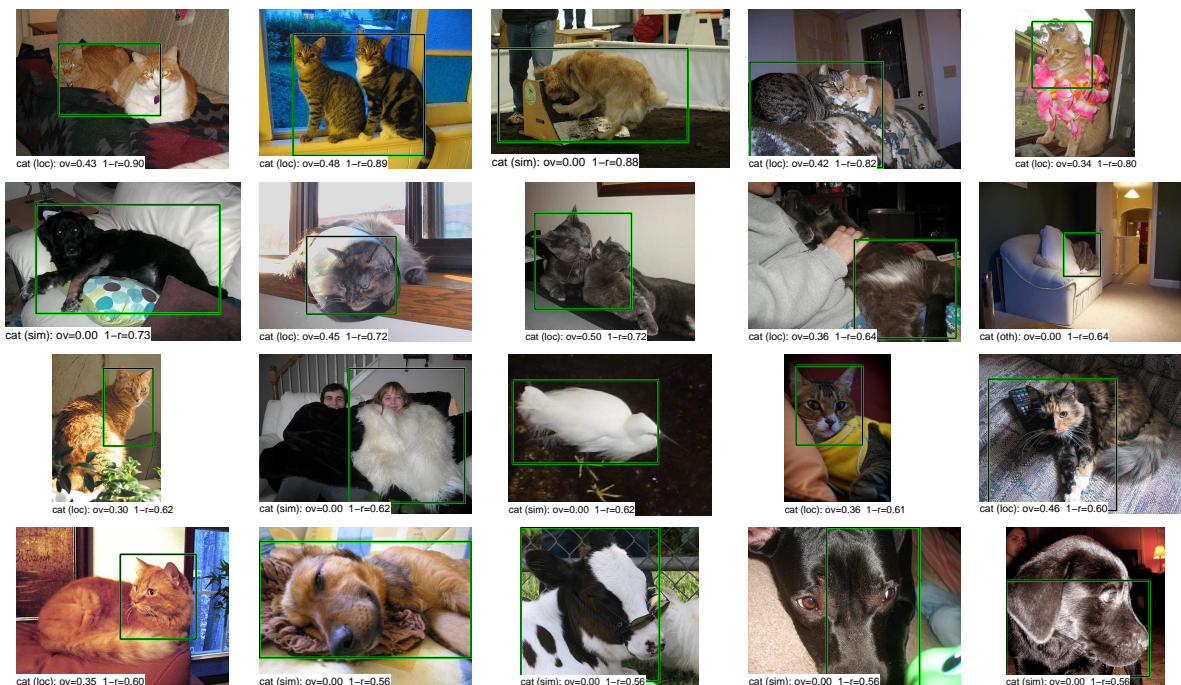 cat (loc): ov=0.43 1−r=0.90
cat (loc): ov=0.48 1−r=0.89
cat (sim): ov=0.00 1−r=0.88
cat (loc): ov=0.42 1−r=0.82
cat (loc): ov=0.34 1−r=0.80
cat (sim): ov=0.00 1−r=0.73
cat (loc): ov=0.45 1−r=0.72
cat (loc): ov=0.50 1−r=0.72
cat (loc): ov=0.36 1−r=0.64
cat (oth): ov=0.00 1−r=0.64
cat (loc): ov=0.30 1−r=0.62
cat (sim): ov=0.00 1−r=0.62
cat (sim): ov=0.00 1−r=0.62
cat (loc): ov=0.36 1−r=0.61
cat (loc): ov=0.46 1−r=0.60
cat (loc): ov=0.35 1−r=0.60
cat (sim): ov=0.00 1−r=0.56
cat (sim): ov=0.00 1−r=0.56
cat (sim): ov=0.00 1−r=0.56
cat (sim): ov=0.00 1−r=0.56